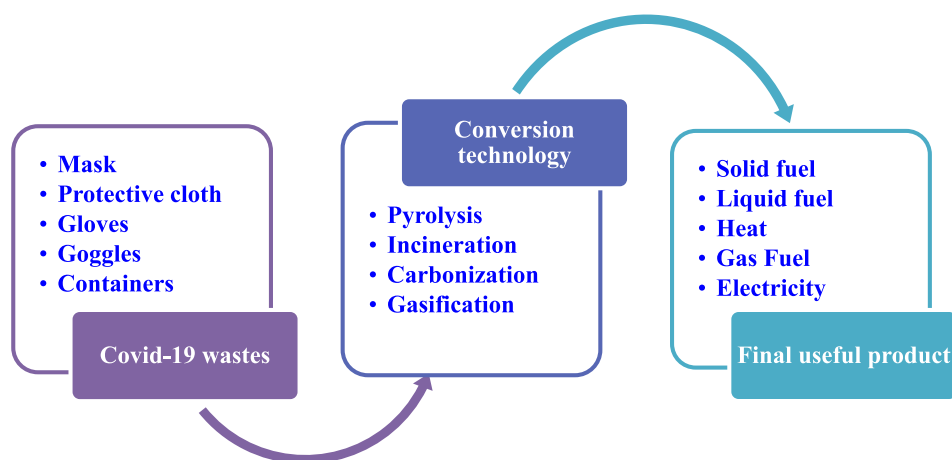 • Mask
• Protective cloth
• Gloves
• Goggles
• Containers
Covid-19 wastes
Conversion
technology
• Pyrolysis
• Incineration
• Carbonization
• Gasification
• Solid fuel
• Liquid fuel
• Heat
• Gas Fuel
• Electricity
Final useful product